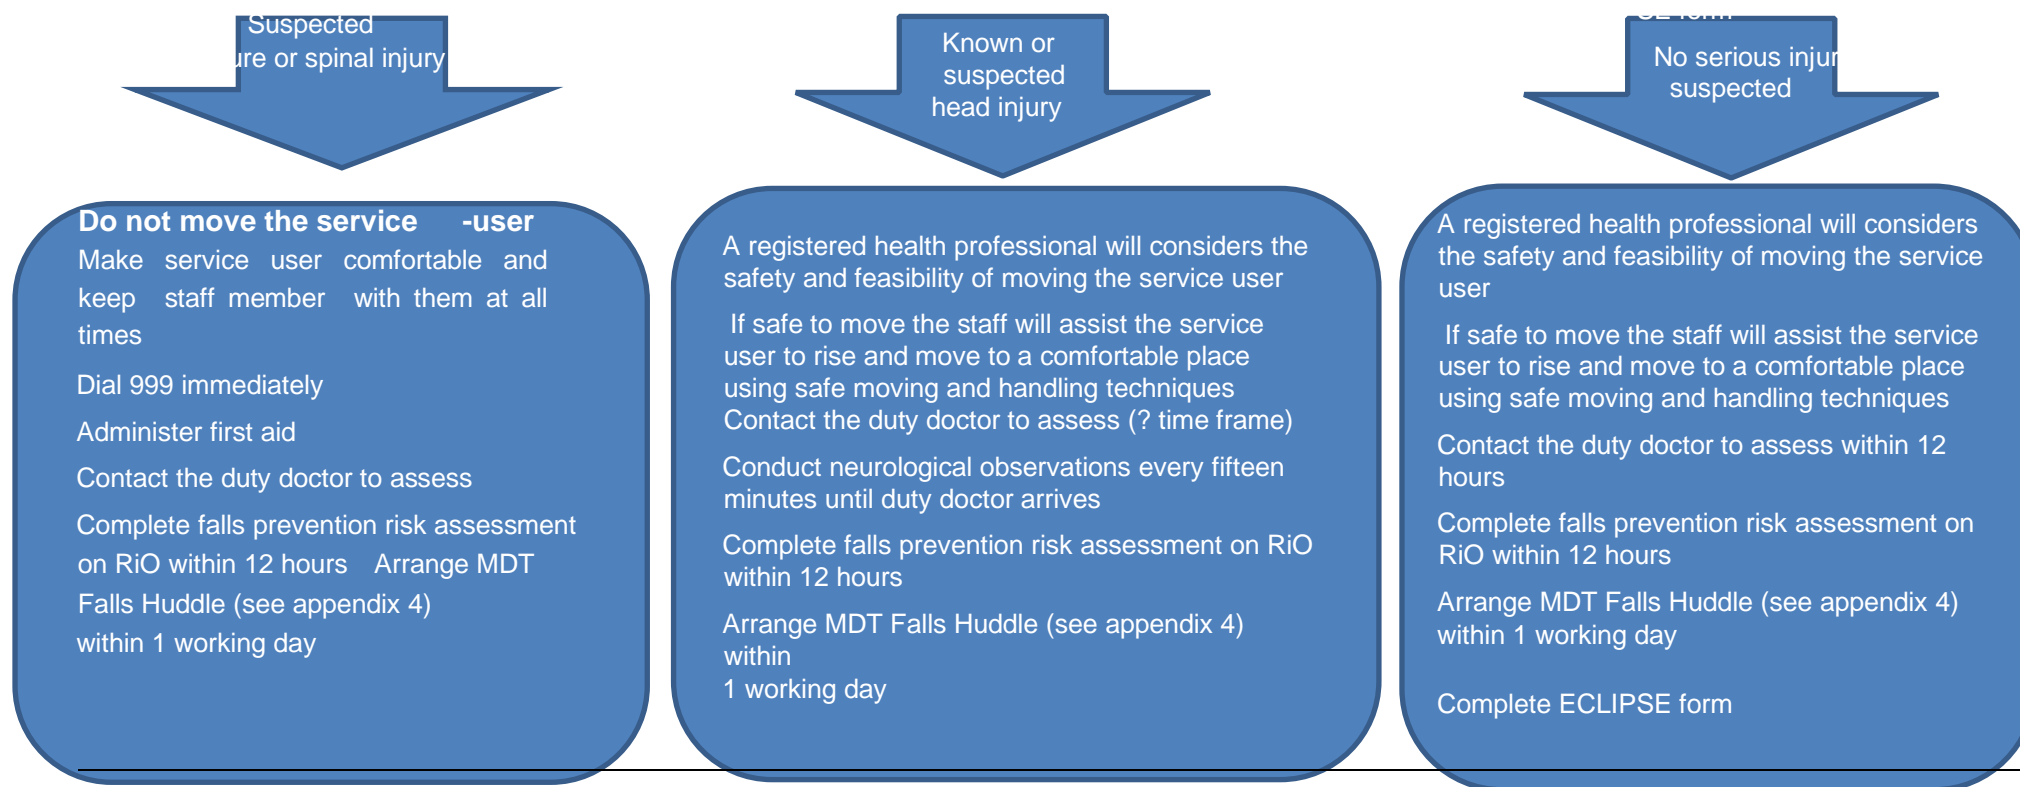 Suspected
ure or spinal injury
Do not move the service -user
Make service user comfortable and
keep staff member with them at all
times
Dial 999 immediately
Administer first aid
Contact the duty doctor to assess
Complete falls prevention risk assessment
on RiO within 12 hours Arrange MDT
Falls Huddle (see appendix 4)
within 1 working day
Known or
suspected
head injury
A registered health professional will considers the
safety and feasibility of moving the service user
If safe to move the staff will assist the service
user to rise and move to a comfortable place
using safe moving and handling techniques
Contact the duty doctor to assess (? time frame)
Conduct neurological observations every fifteen
minutes until duty doctor arrives
Complete falls prevention risk assessment on RiO
within 12 hours
Arrange MDT Falls Huddle (see appendix 4)
within
1 working day
form
No serious injur
suspected
A registered health professional will considers
the safety and feasibility of moving the service
user
If safe to move the staff will assist the service
user to rise and move to a comfortable place
using safe moving and handling techniques
Contact the duty doctor to assess within 12
hours
Complete falls prevention risk assessment on
RiO within 12 hours
Arrange MDT Falls Huddle (see appendix 4)
within 1 working day
Complete ECLIPSE form